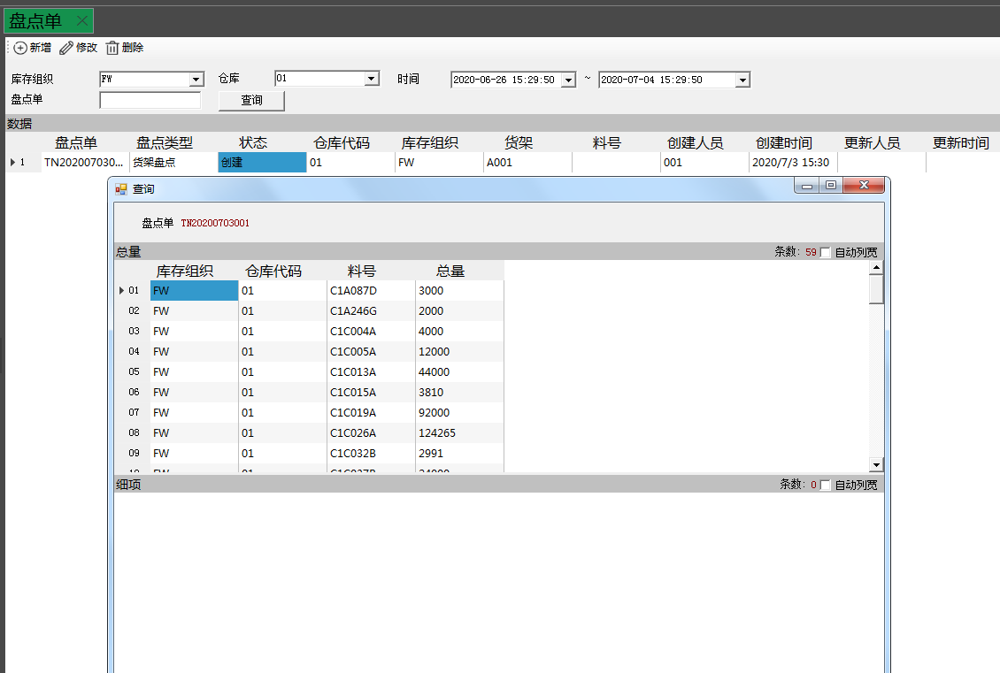 盘点单
新增 修改 删除
库存组织 FW 仓库 01 时间 2020-06-26 15:29:50 ~ 2020-07-04 15:29:50
盘点单 查询
数据
盘点单 盘点类型 状态 仓库代码 库存组织 货架 料号 创建人员 创建时间 更新人员 更新时间
1 TN202007030... 货架盘点 创建 01 FW A001 001 2020/7/3 15:30
查询
盘点单 TN20200703001
总量 条数: 59 自动列宽
库存组织 仓库代码 料号 总量
01 FW 01 C1A087D 3000
02 FW 01 C1A246G 2000
03 FW 01 C1C004A 4000
04 FW 01 C1C005A 12000
05 FW 01 C1C013A 44000
06 FW 01 C1C015A 3810
07 FW 01 C1C019A 92000
08 FW 01 C1C026A 124265
09 FW 01 C1C032B 2991
10 FW 01
细项 条数: 0 自动列宽